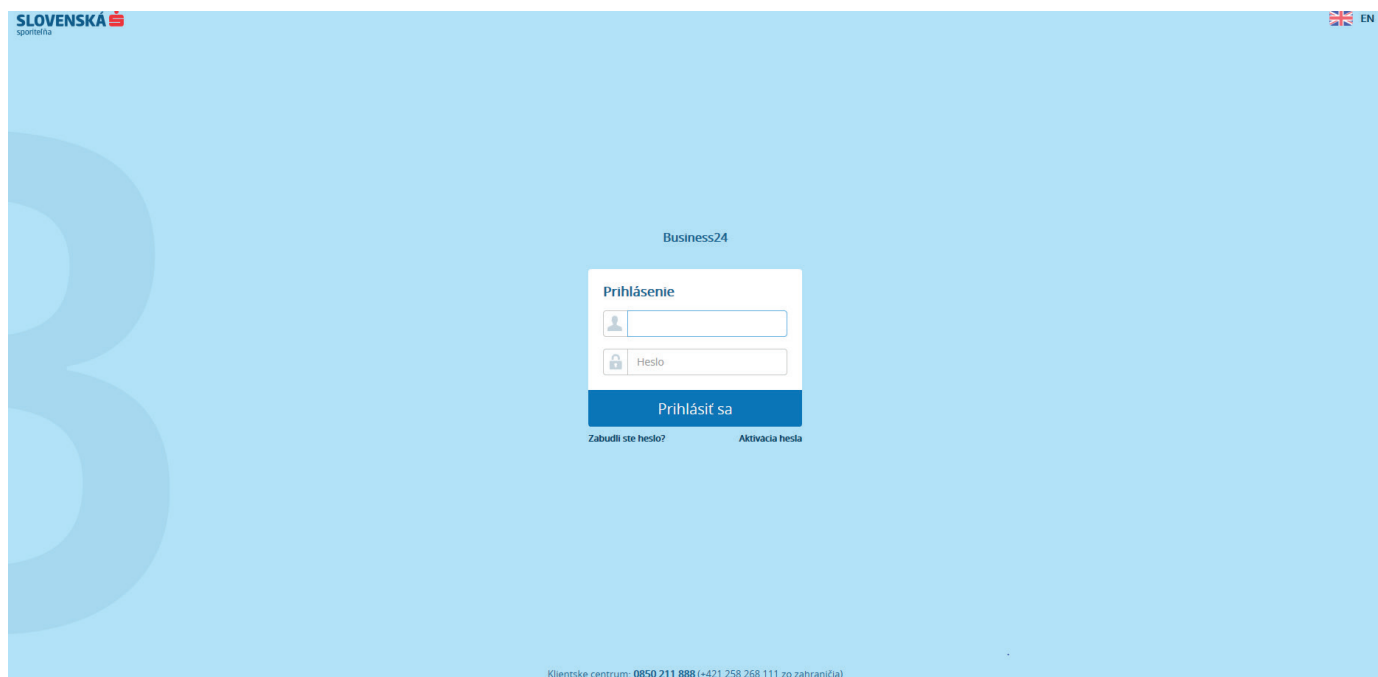 SLOVENSKÁ
sporiteľňa
EN
Business24
Prihlásenie
Heslo
Prihlásiť sa
Zabudli ste heslo? Aktivácia hesla
Klientske centrum: 0850 211 888 (+421 258 268 111 zo zahraničia)